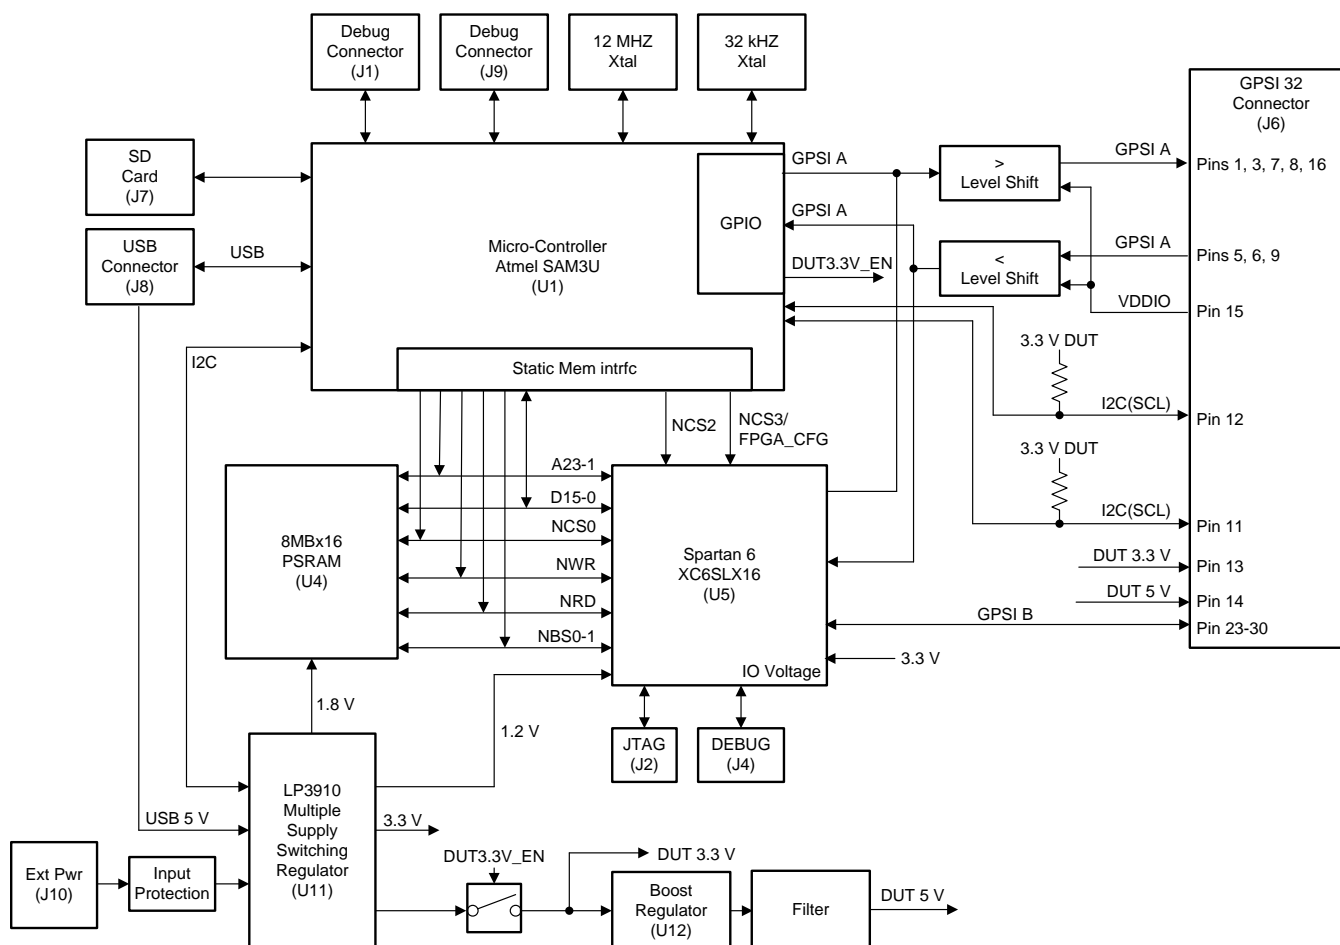 Debug
Connector
(J1)
Debug
Connector
(J9)
12 MHZ
Xtal
32 kHZ
Xtal
GPSI 32
Connector
(J6)
SD
Card
(J7)
GPSI A
>
Level Shift
GPSI A
Pins 1, 3, 7, 8, 16
GPIO
GPSI A
USB
Connector
(J8)
USB
Micro-Controller
Atmel SAM3U
(U1)
DUT3.3V_EN
<
Level Shift
GPSI A
Pins 5, 6, 9
VDDIO
Pin 15
I2C
Static Mem intrfc
3.3 V DUT
I2C(SCL)
Pin 12
NCS2
NCS3/
FPGA_CFG
3.3 V DUT
I2C(SCL)
Pin 11
A23-1
D15-0
NCS0
NWR
NRD
NBS0-1
8MBx16
PSRAM
(U4)
Spartan 6
XC6SLX16
(U5)
DUT 3.3 V
Pin 13
DUT 5 V
Pin 14
GPSI B
Pin 23-30
3.3 V
IO Voltage
1.8 V
1.2 V
JTAG
(J2)
DEBUG
(J4)
LP3910
Multiple
Supply
Switching
Regulator
(U11)
USB 5 V
3.3 V
Ext Pwr
(J10)
Input
Protection
DUT3.3V_EN
DUT 3.3 V
Boost
Regulator
(U12)
Filter
DUT 5 V